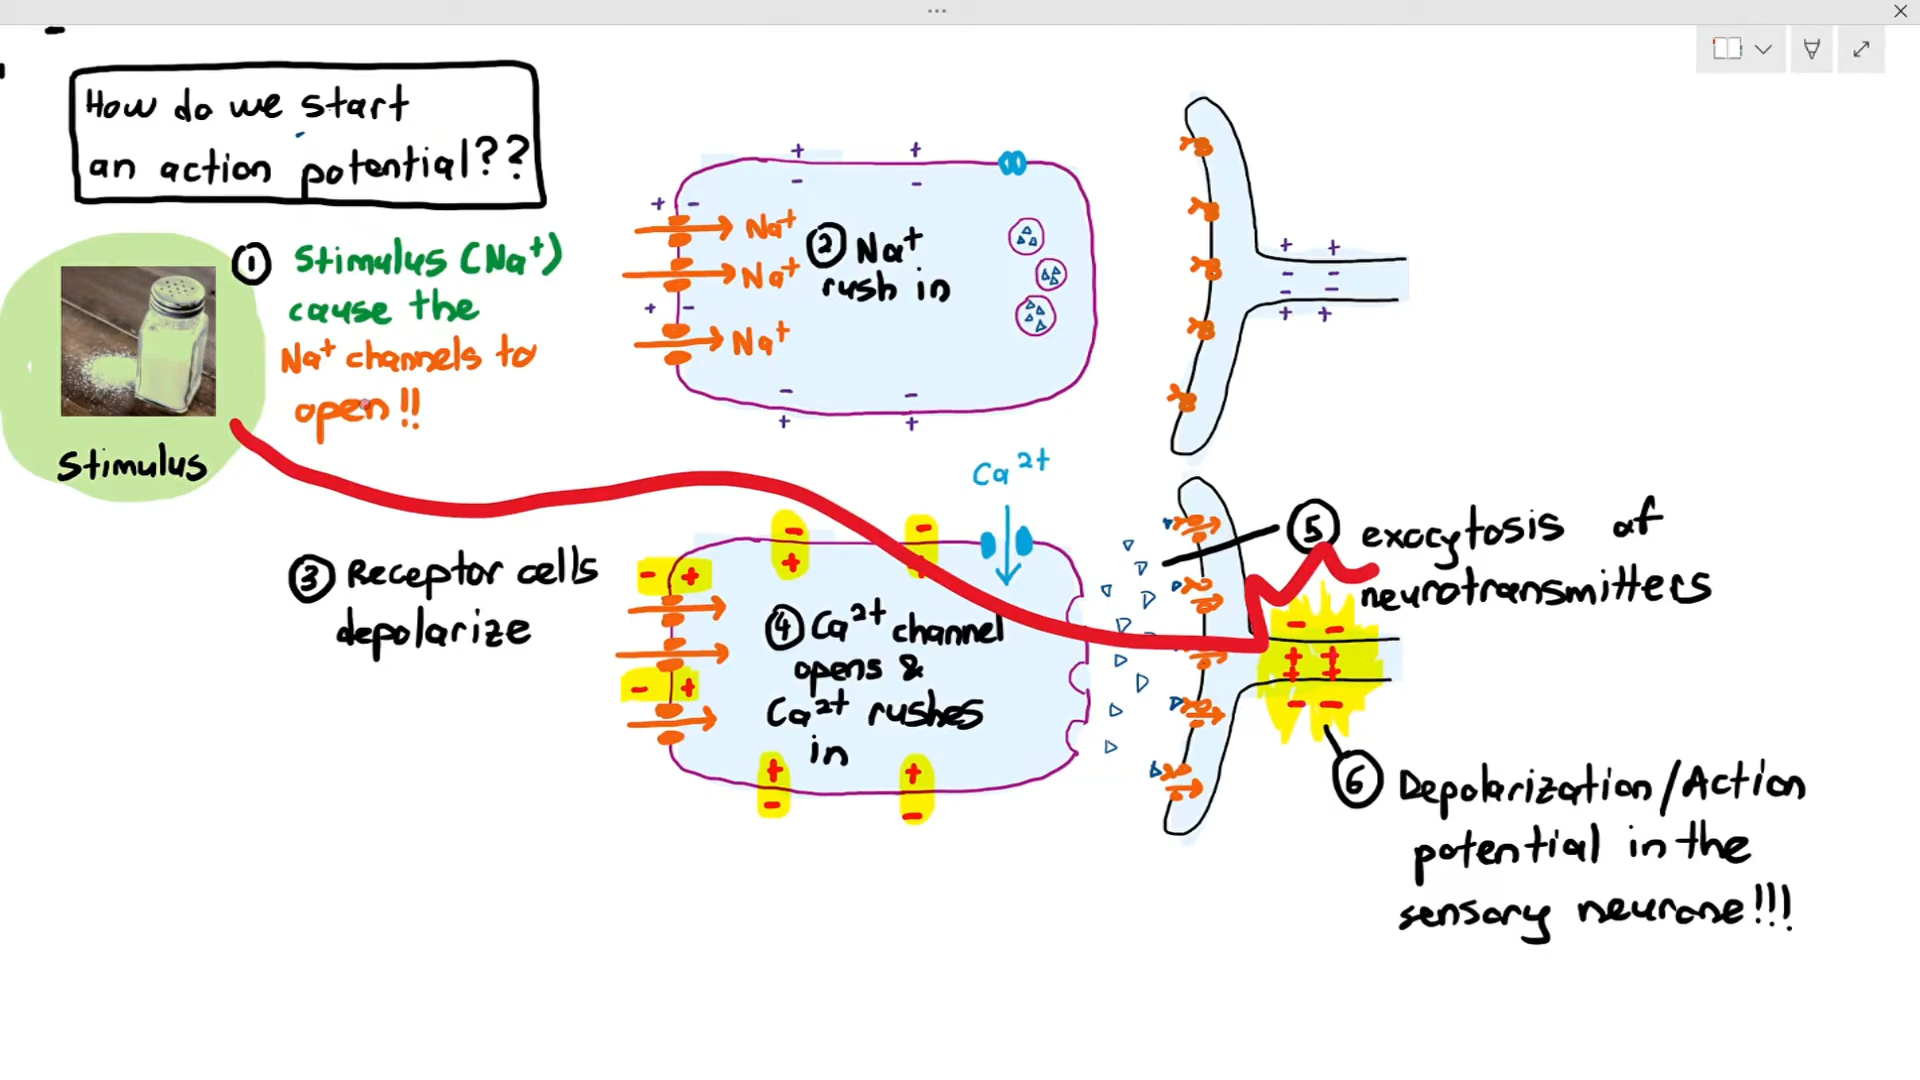 How do we start
an action potential??
① Stimulus (Na⁺)
cause the
Na⁺ channels to
open!!
Stimulus
+ +
- -
+ -
Na⁺
Na⁺
Na⁺
+ -
② Na⁺
rush in
- -
+ +
+ +
- -
- -
+ +
③ Receptor cells
depolarize
Ca²⁺
- -
+ +
- +
- +
④ Ca²⁺ channel
opens &
Ca²⁺ rushes
in
+ +
- -
⑤ exocytosis of
neurotransmitters
- -
+ +
+ +
- -
⑥ Depolarization/Action
potential in the
sensory neurone!!!